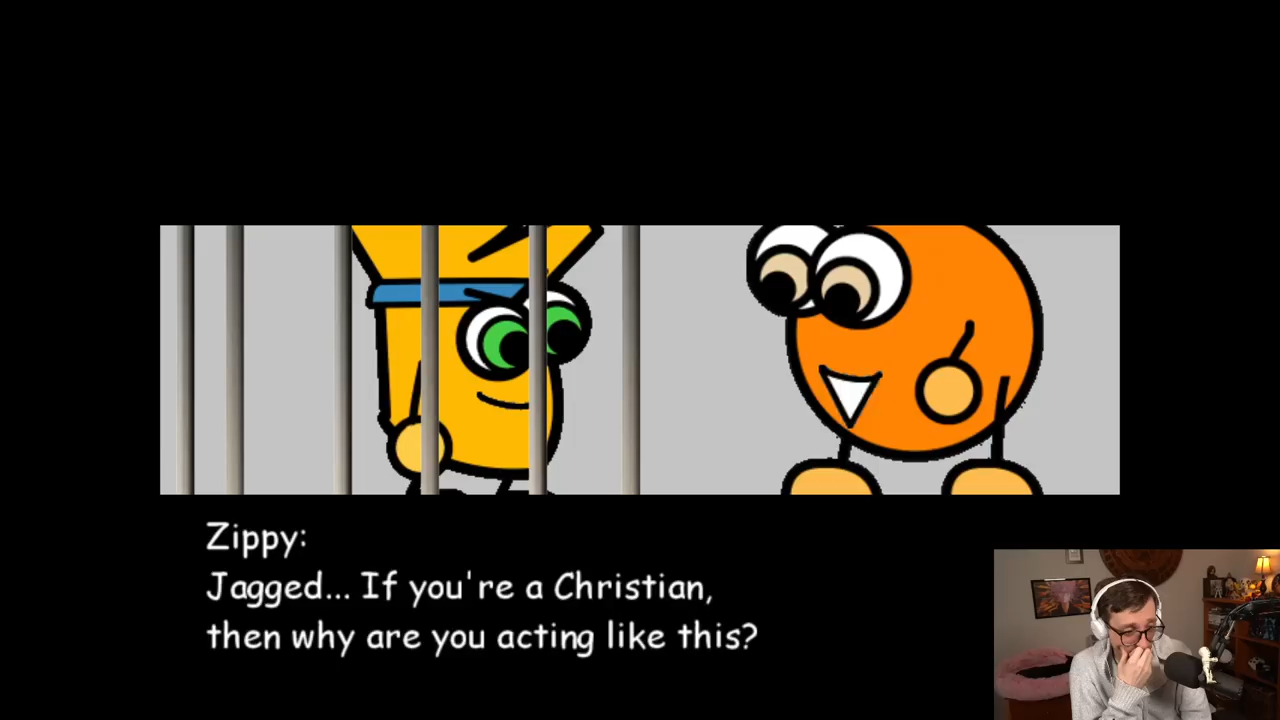 Zippy:
Jagged... If you're a Christian,
then why are you acting like this?